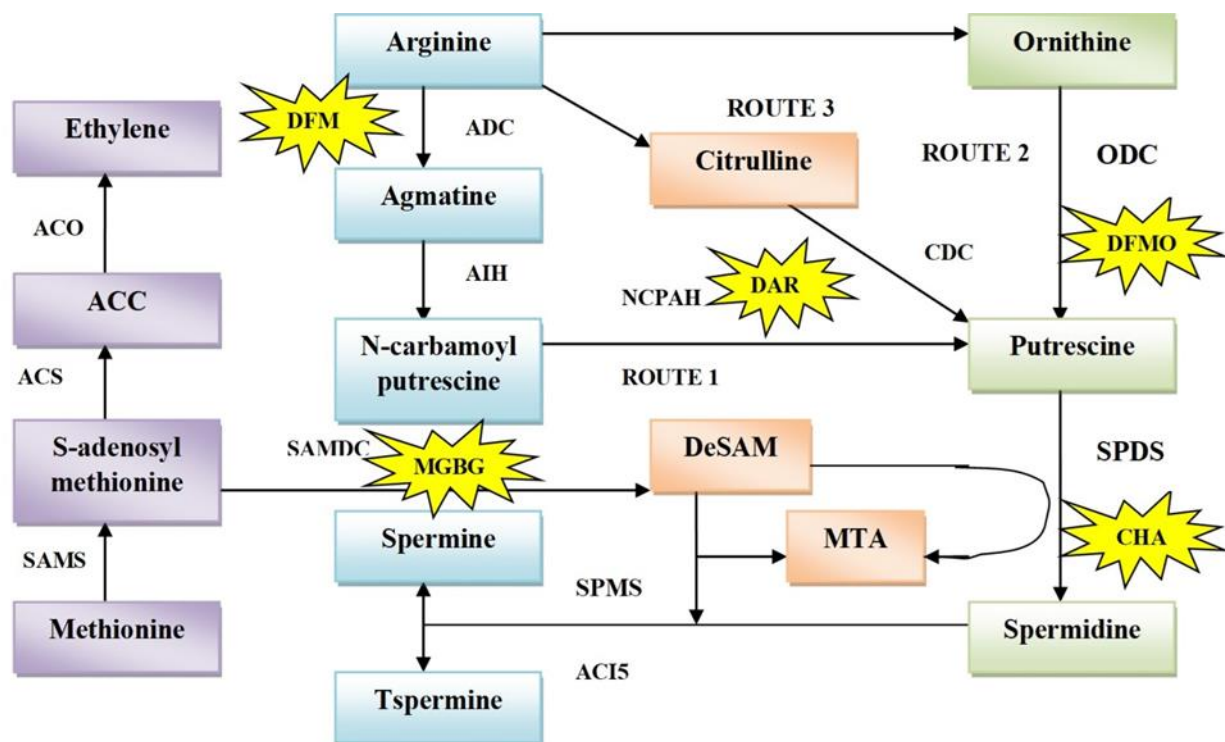 Arginine
Ornithine
DFM
ADC
ROUTE 3
Ethylene
Citrulline
ROUTE 2
ODC
Agmatine
ACO
DFMO
AIH
CDC
DAR
NCPAH
ACC
N-carbamoyl
putrescine
Putrescine
ACS
ROUTE 1
S-adenosyl
methionine
SAMDC
MGBG
DeSAM
SPDS
Spermine
MTA
CHA
SAMS
SPMS
Methionine
Spermidine
ACI5
Tspermine